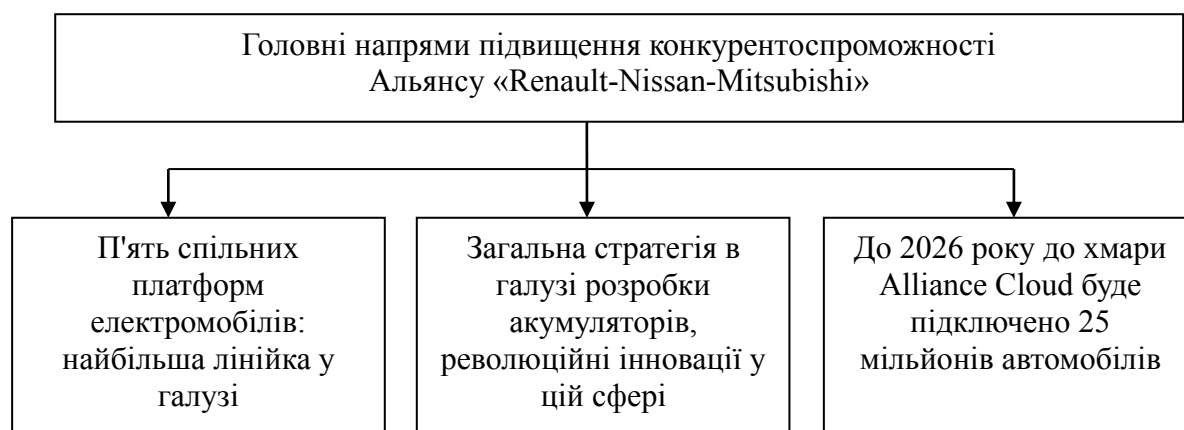 Головні напрями підвищення конкурентоспроможності
Альянсу «Renault-Nissan-Mitsubishi»
П'ять спільних
платформ
електромобілів:
найбільша лінійка у
галузі
Загальна стратегія в
галузі розробки
акумуляторів,
революційні інновації у
цій сфері
До 2026 року до хмари
Alliance Cloud буде
підключено 25
мільйонів автомобілів